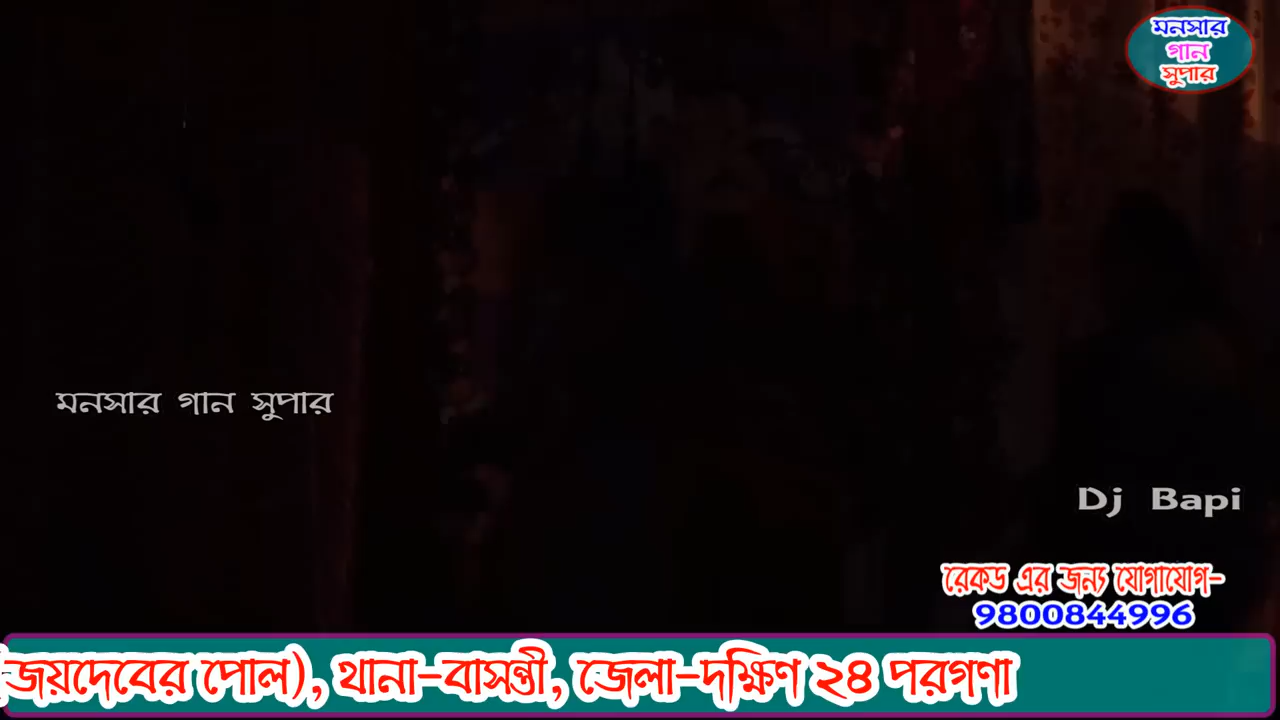 মনসার
গান
সুপার
মনসার গান সুপার
Dj Bapi
রেকড এর জন্য যোগাযোগ-
9800844996
(জয়দেবের পোল), থানা-বাসন্তী, জেলা-দক্ষিণ ২৪ পরগণা